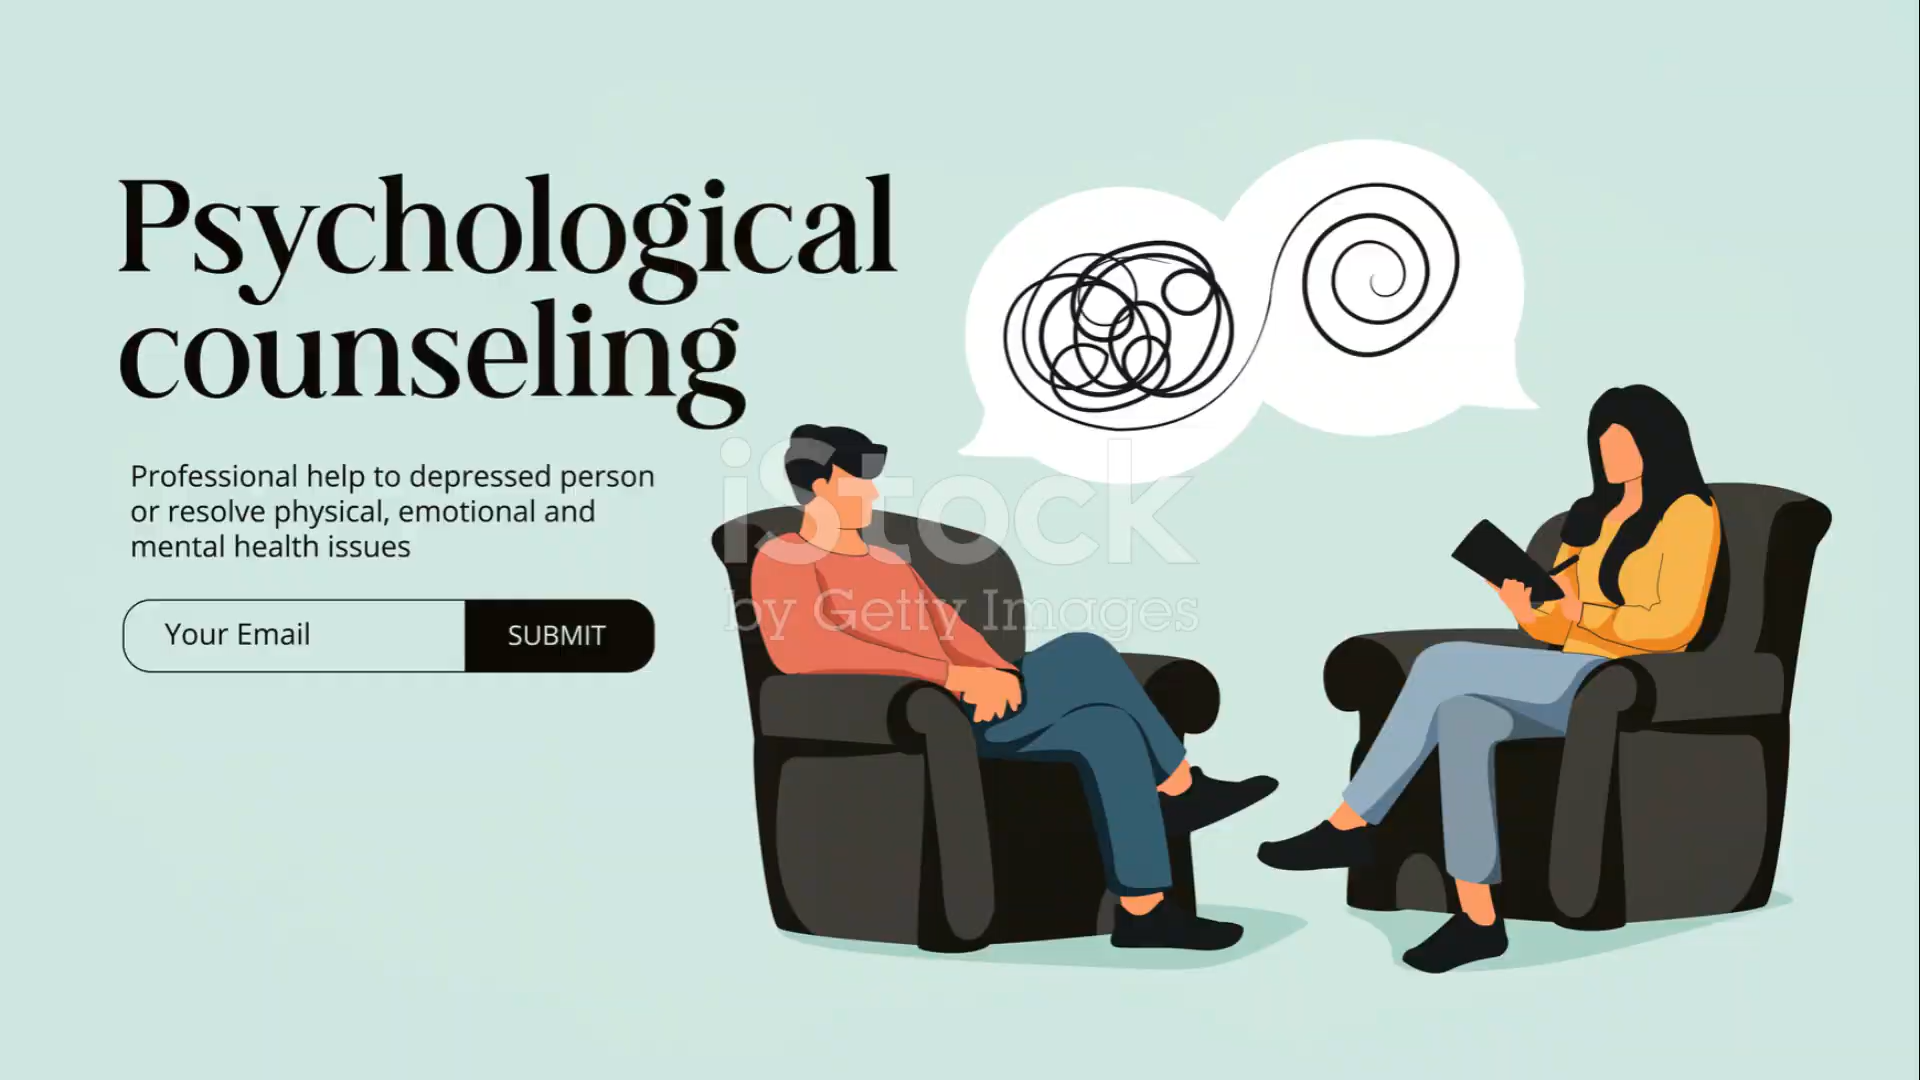 Psychological
counseling
Professional help to depressed person
or resolve physical, emotional and
mental health issues
Your Email
SUBMIT
iStock
by Getty Images